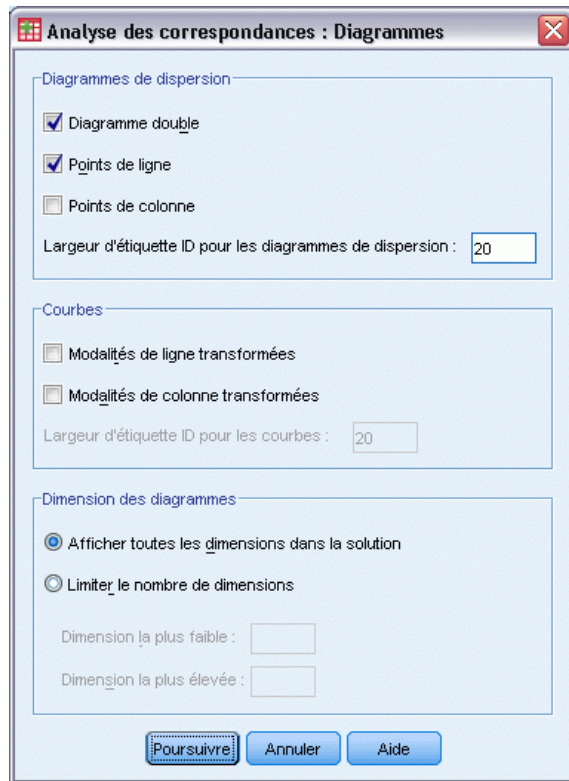 Analyse des correspondances : Diagrammes
Diagrammes de dispersion
Diagramme double
Points de ligne
Points de colonne
Largeur d'étiquette ID pour les diagrammes de dispersion : 20
Courbes
Modalités de ligne transformées
Modalités de colonne transformées
Largeur d'étiquette ID pour les courbes : 20
Dimension des diagrammes
Afficher toutes les dimensions dans la solution
Limiter le nombre de dimensions
Dimension la plus faible :
Dimension la plus élevée :
Poursuivre Annuler Aide